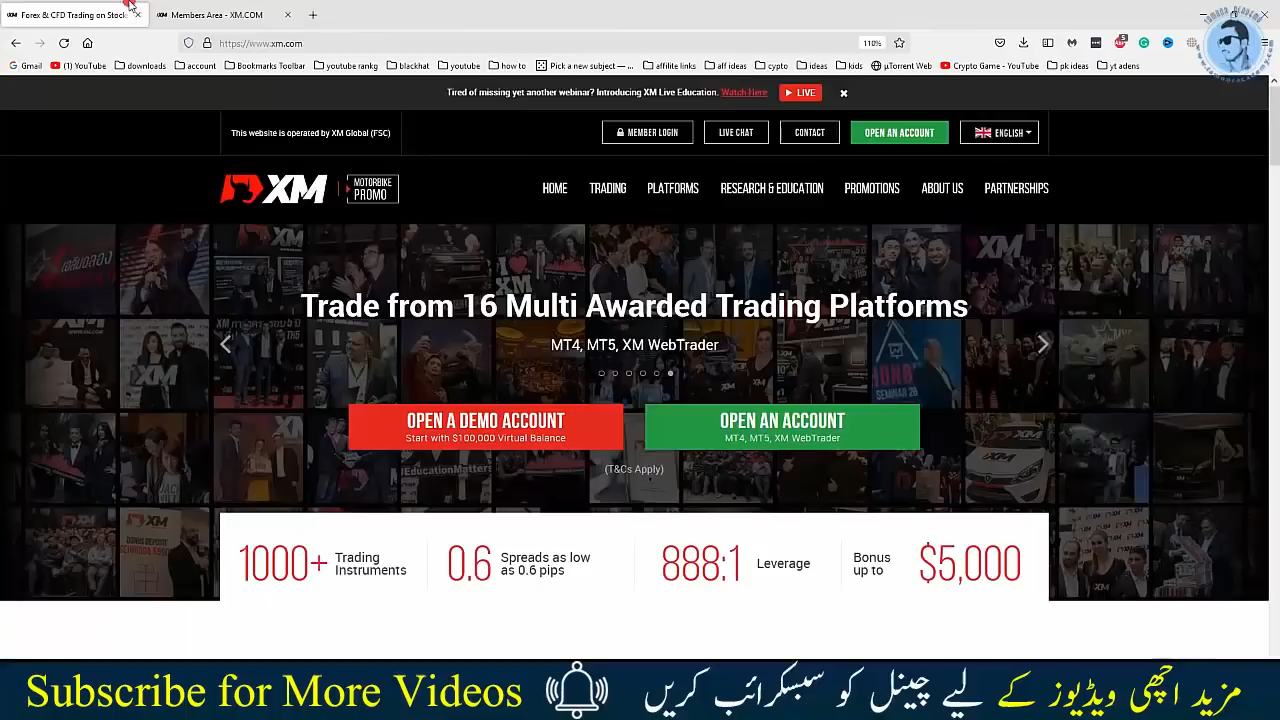 Forex & CFD Trading on Stock
Members Area - XM.COM
https://www.xm.com
110%
Gmail
(1) YouTube
downloads
account
Bookmarks Toolbar
youtube rankg
blackhat
youtube
how to
Pick a new subject — ...
affilite links
aff ideas
cypto
ideas
kids
µTorrent Web
Crypto Game - YouTube
pk ideas
yt adens
Tired of missing yet another webinar? Introducing XM Live Education. Watch Here
LIVE
This website is operated by XM Global (FSC)
MEMBER LOGIN
LIVE CHAT
CONTACT
OPEN AN ACCOUNT
ENGLISH
XM
MOTORBIKE
PROMO
HOME
TRADING
PLATFORMS
RESEARCH & EDUCATION
PROMOTIONS
ABOUT US
PARTNERSHIPS
Trade from 16 Multi Awarded Trading Platforms
MT4, MT5, XM WebTrader
OPEN A DEMO ACCOUNT
Start with $100,000 Virtual Balance
OPEN AN ACCOUNT
MT4, MT5, XM WebTrader
(T&Cs Apply)
1000+ Trading
Instruments
0.6 Spreads as low
as 0.6 pips
888:1 Leverage
Bonus
up to $5,000
Subscribe for More Videos
مزید اچھی ویڈیوز کے لیے چینل کو سبسکرائب کریں